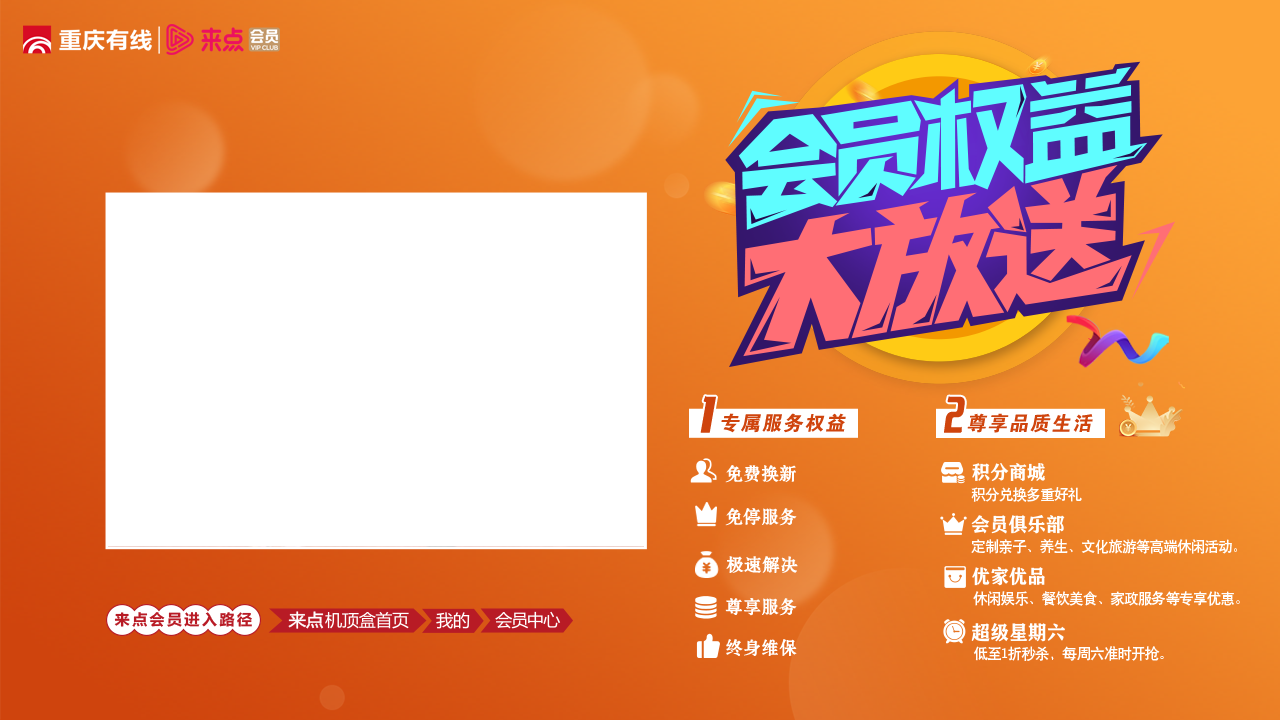 重庆有线 来点 会员 VIP CLUB
会员权益
大放送
1 专属服务权益
免费换新
免停服务
极速解决
尊享服务
终身维保
2 尊享品质生活
积分商城
积分兑换多重好礼
会员俱乐部
定制亲子、养生、文化旅游等高端休闲活动。
优家优品
休闲娱乐、餐饮美食、家政服务等专享优惠。
超级星期六
低至1折秒杀，每周六准时开抢。
来点会员进入路径 来点机顶盒首页 我的 会员中心